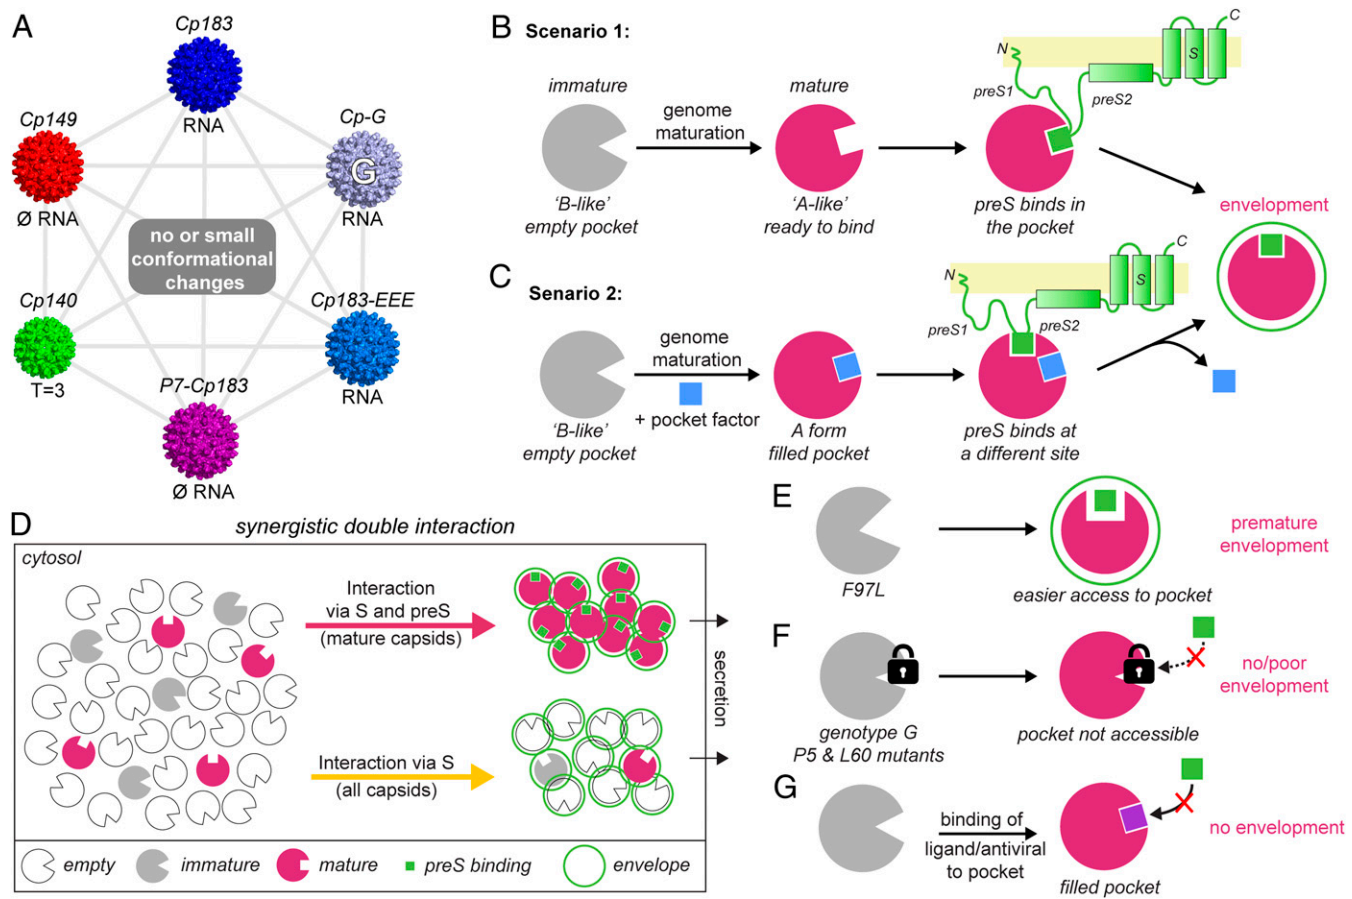 A
Cp183
RNA
Cp149
Ø RNA
Cp-G
G
RNA
no or small
conformational
changes
Cp140
T=3
Cp183-EEE
RNA
P7-Cp183
Ø RNA
B
Scenario 1:
immature
'B-like'
empty pocket
genome
maturation
mature
'A-like'
ready to bind
N
preS1
preS2
S
C
preS binds in
the pocket
envelopment
C
Senario 2:
'B-like'
empty pocket
genome
maturation
+ pocket factor
A form
filled pocket
N
preS1
preS2
S
C
preS binds at
a different site
D
synergistic double interaction
cytosol
Interaction
via S and preS
(mature capsids)
Interaction via S
(all capsids)
secretion
empty
immature
mature
preS binding
envelope
E
F97L
easier access to pocket
premature
envelopment
F
genotype G
P5 & L60 mutants
pocket not accessible
no/poor
envelopment
G
binding of
ligand/antiviral
to pocket
filled pocket
no envelopment